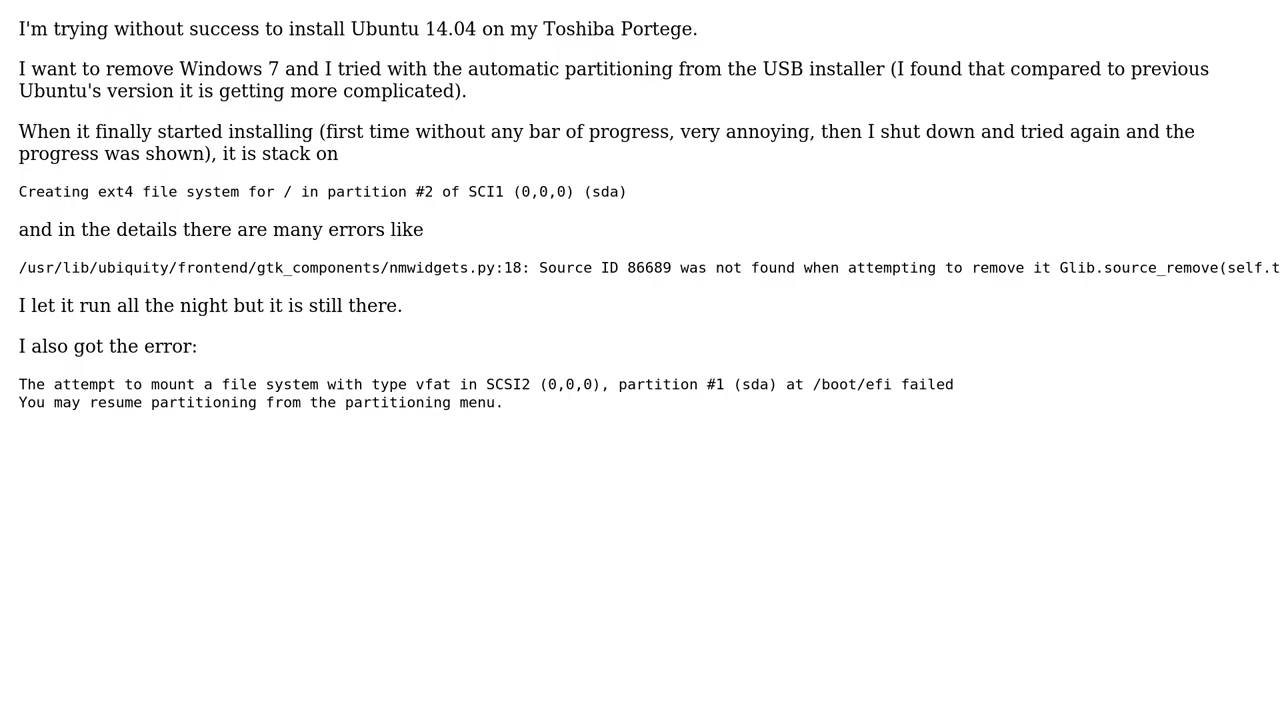 I'm trying without success to install Ubuntu 14.04 on my Toshiba Portege.
I want to remove Windows 7 and I tried with the automatic partitioning from the USB installer (I found that compared to previous
Ubuntu's version it is getting more complicated).
When it finally started installing (first time without any bar of progress, very annoying, then I shut down and tried again and the
progress was shown), it is stack on
Creating ext4 file system for / in partition #2 of SCI1 (0,0,0) (sda)
and in the details there are many errors like
/usr/lib/ubiquity/frontend/gtk_components/nmwidgets.py:18: Source ID 86689 was not found when attempting to remove it Glib.source_remove(self.t
I let it run all the night but it is still there.
I also got the error:
The attempt to mount a file system with type vfat in SCSI2 (0,0,0), partition #1 (sda) at /boot/efi failed
You may resume partitioning from the partitioning menu.